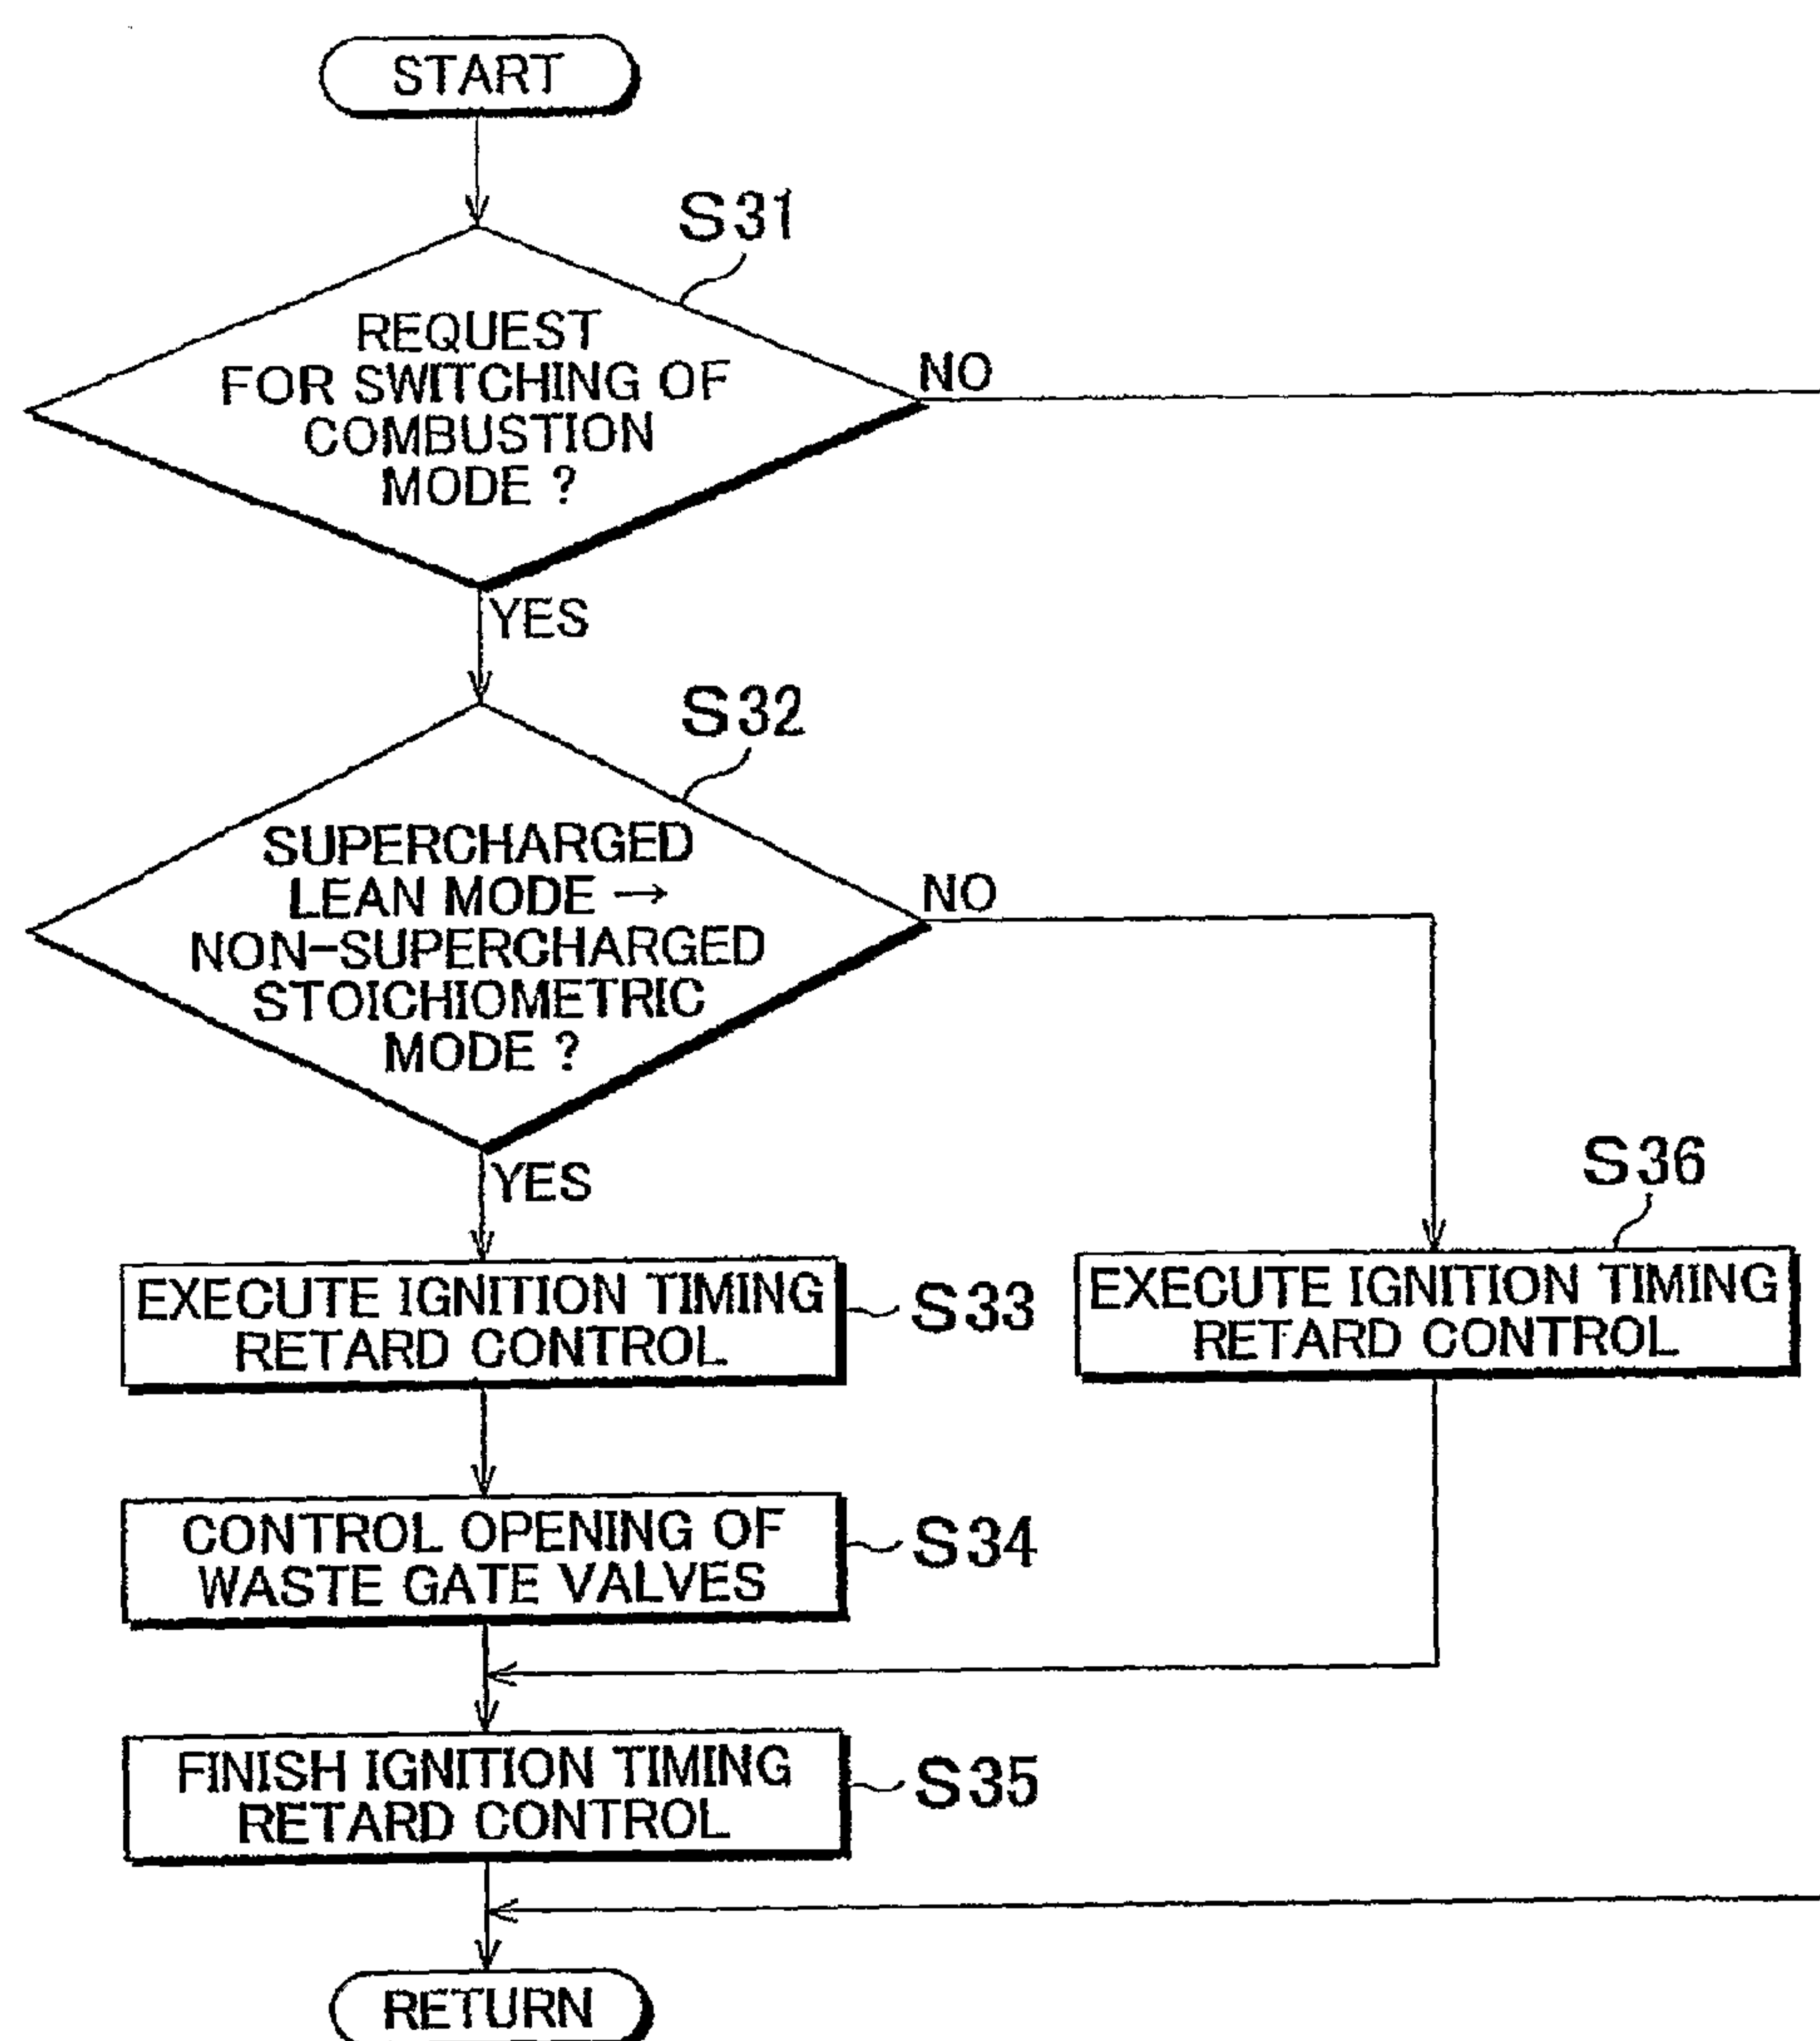 START
S31
REQUEST
FOR SWITCHING OF
COMBUSTION
MODE ?
NO
YES
S32
SUPERCHARGED
LEAN MODE →
NON-SUPERCHARGED
STOICHIOMETRIC
MODE ?
NO
YES
EXECUTE IGNITION TIMING
RETARD CONTROL
S33
S36
EXECUTE IGNITION TIMING
RETARD CONTROL
CONTROL OPENING OF
WASTE GATE VALVES
S34
FINISH IGNITION TIMING
RETARD CONTROL
S35
RETURN